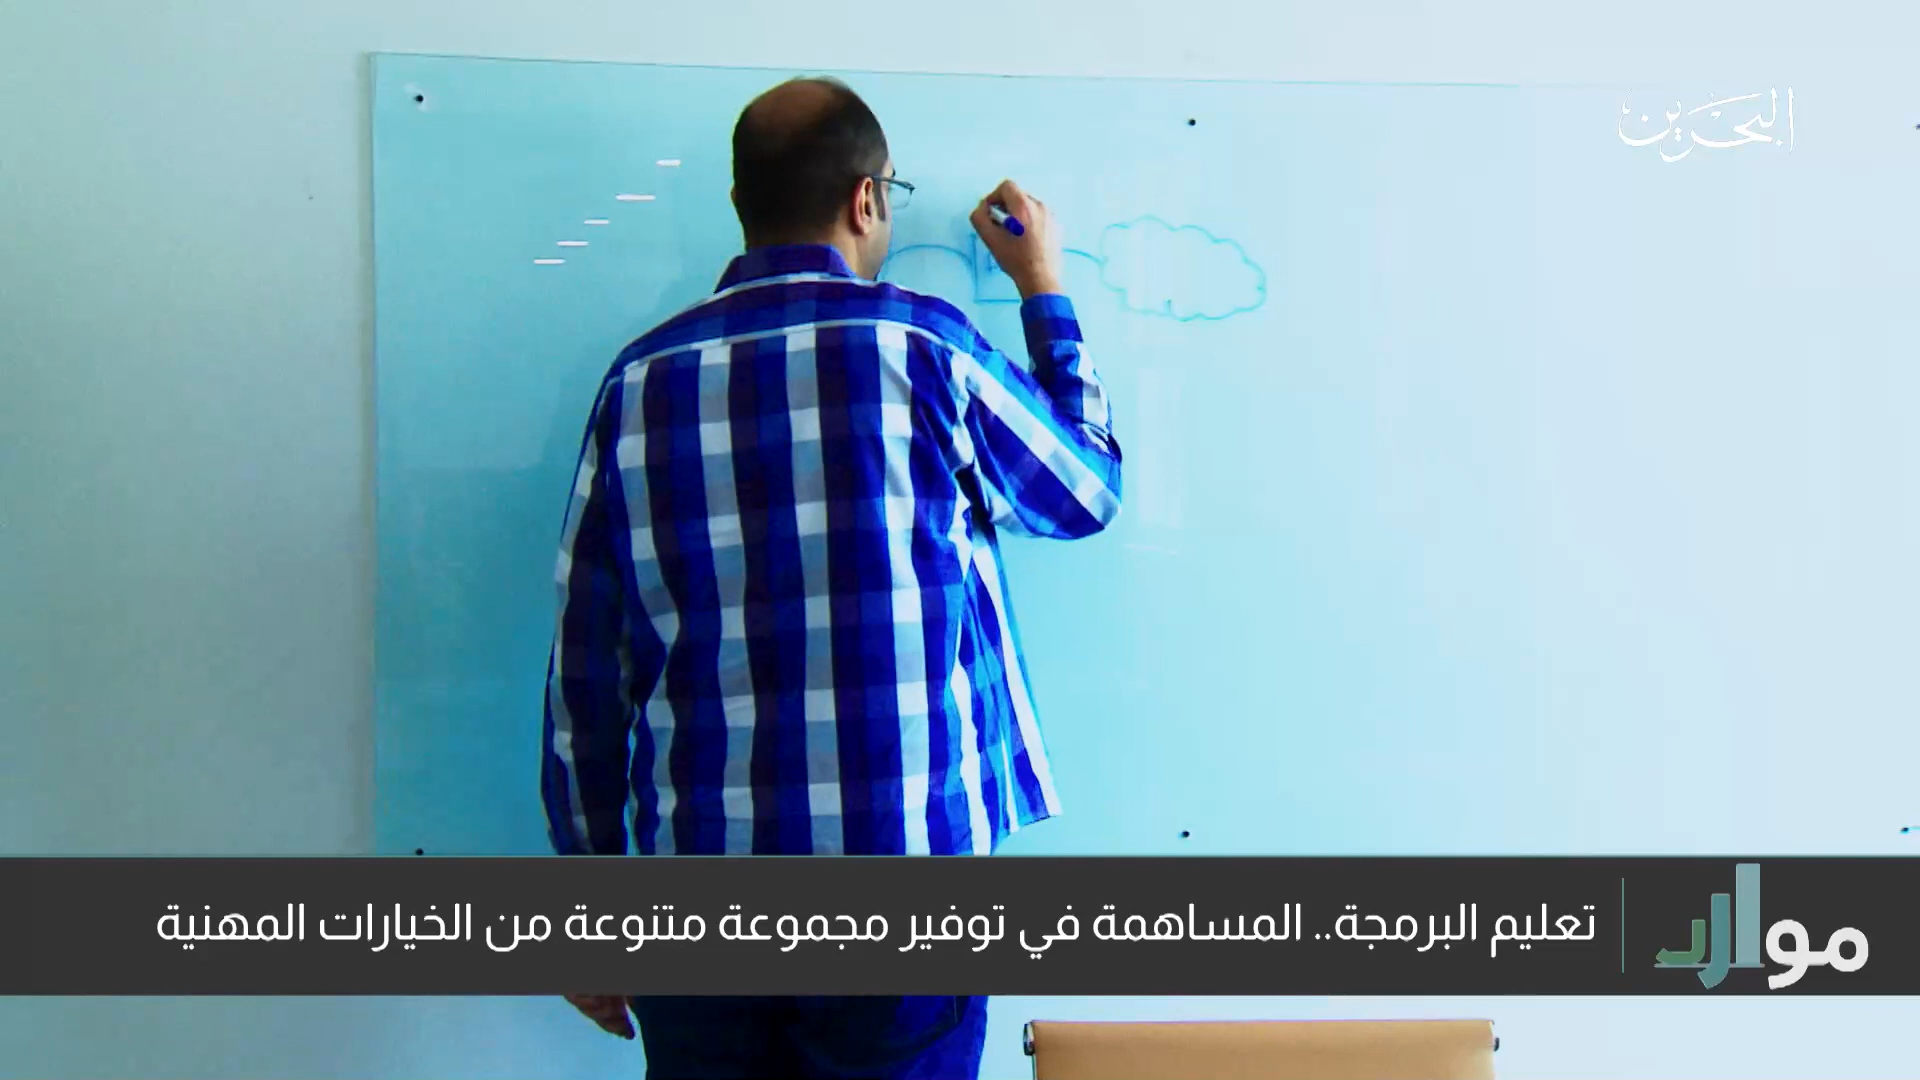 البحرين
تعليم البرمجة.. المساهمة في توفير مجموعة متنوعة من الخيارات المهنية
موارد